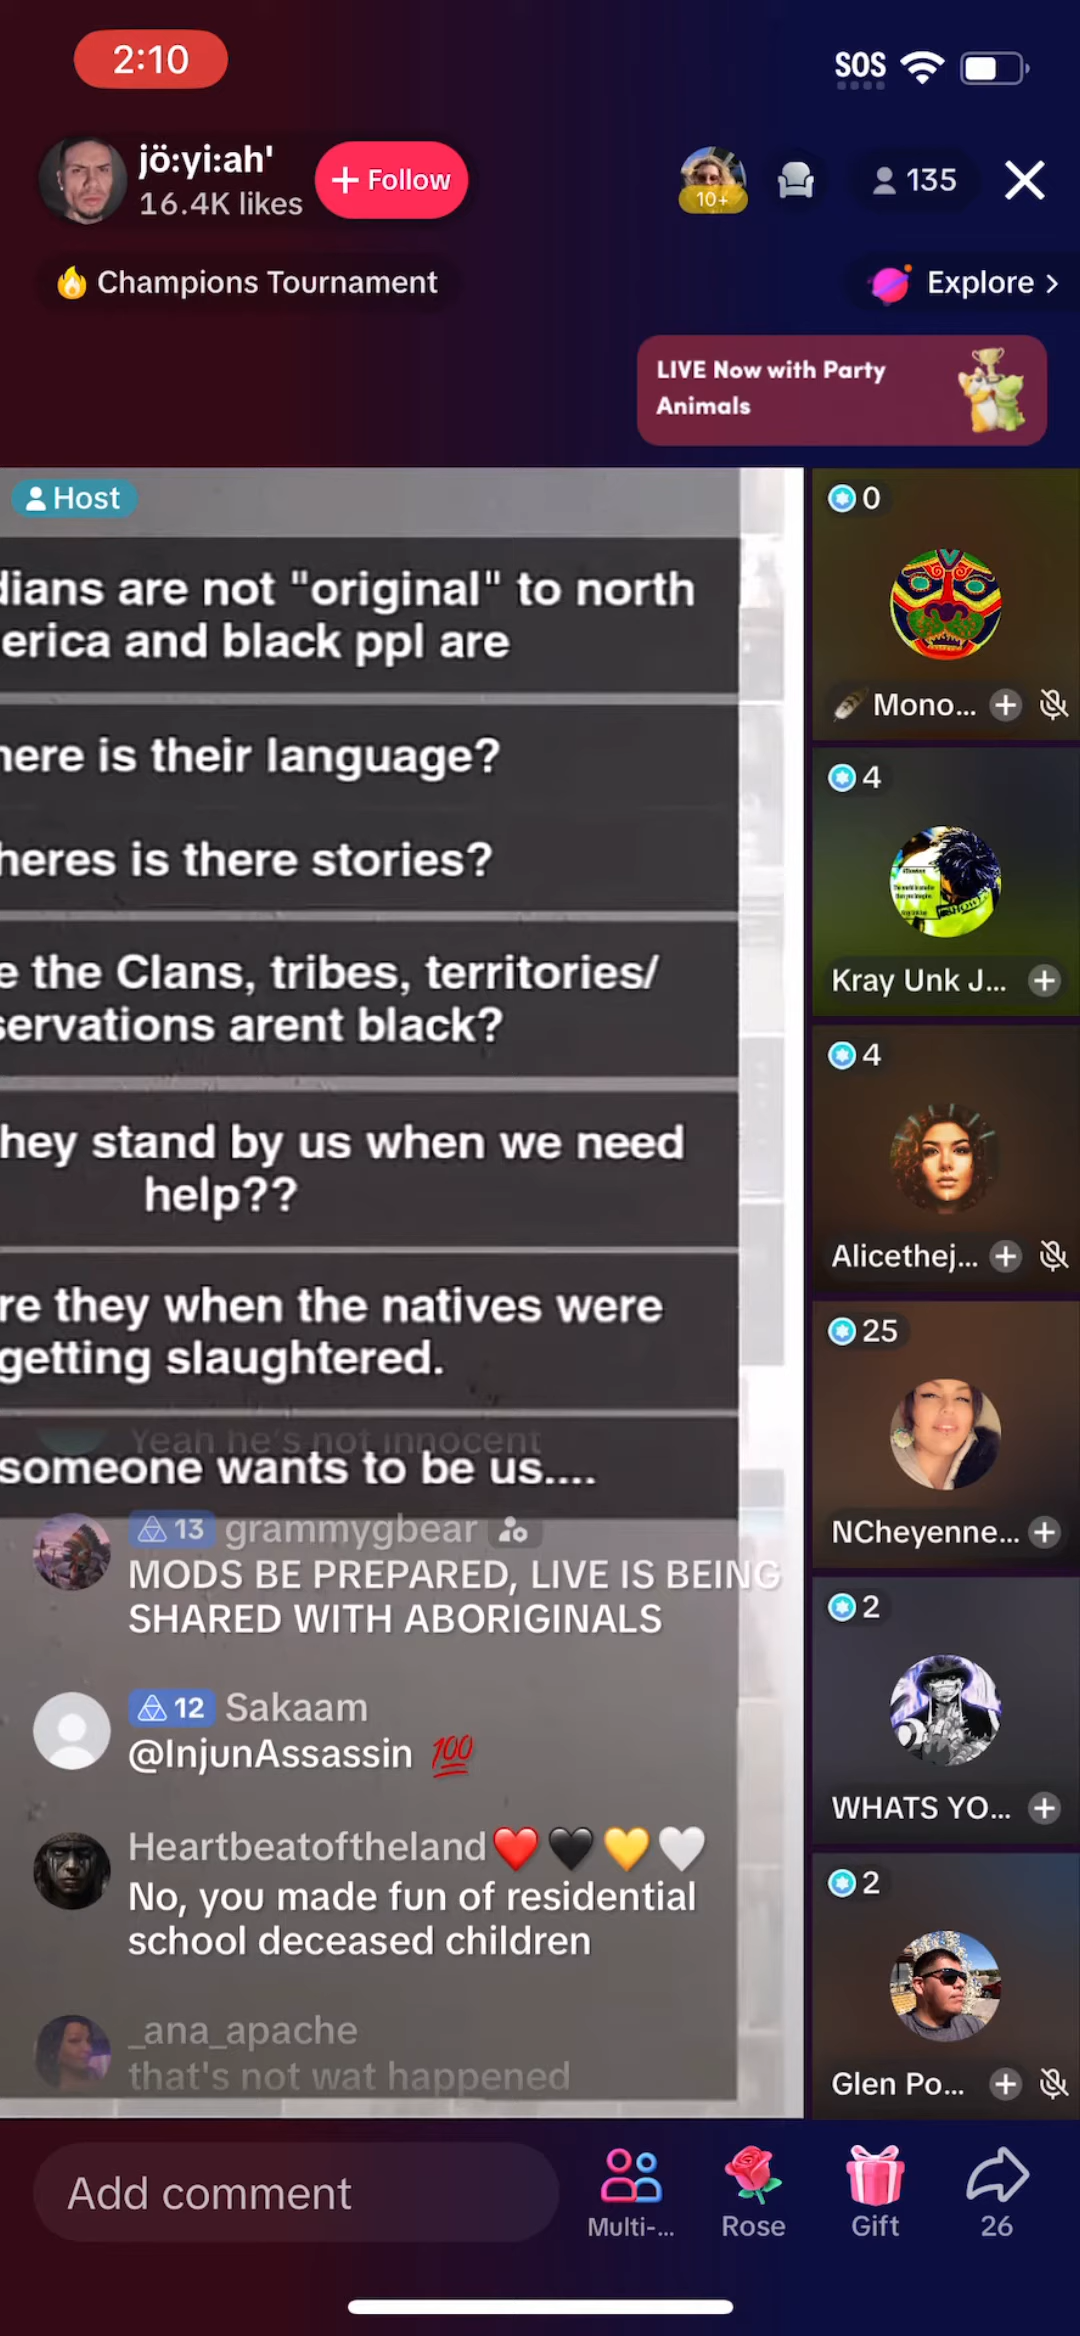 2:10
SOS
jö:yi:ah'
16.4K likes
+ Follow
10+
135
🔥 Champions Tournament
Explore >
LIVE Now with Party
Animals
Host
dians are not "original" to north
erica and black ppl are
here is their language?
heres is there stories?
e the Clans, tribes, territories/
servations arent black?
hey stand by us when we need
help??
re they when the natives were
getting slaughtered.
someone wants to be us....
Yeah he's not innocent
13 grammygbear
MODS BE PREPARED, LIVE IS BEING
SHARED WITH ABORIGINALS
12 Sakaam
@InjunAssassin 💯
Heartbeatoftheland❤️🖤💛🤍
No, you made fun of residential
school deceased children
_ana_apache
that's not wat happened
0
Mono...
4
Kray Unk J...
4
Alicethej...
25
NCheyenne...
2
WHATS YO...
2
Glen Po...
Add comment
Multi-...
Rose
Gift
26